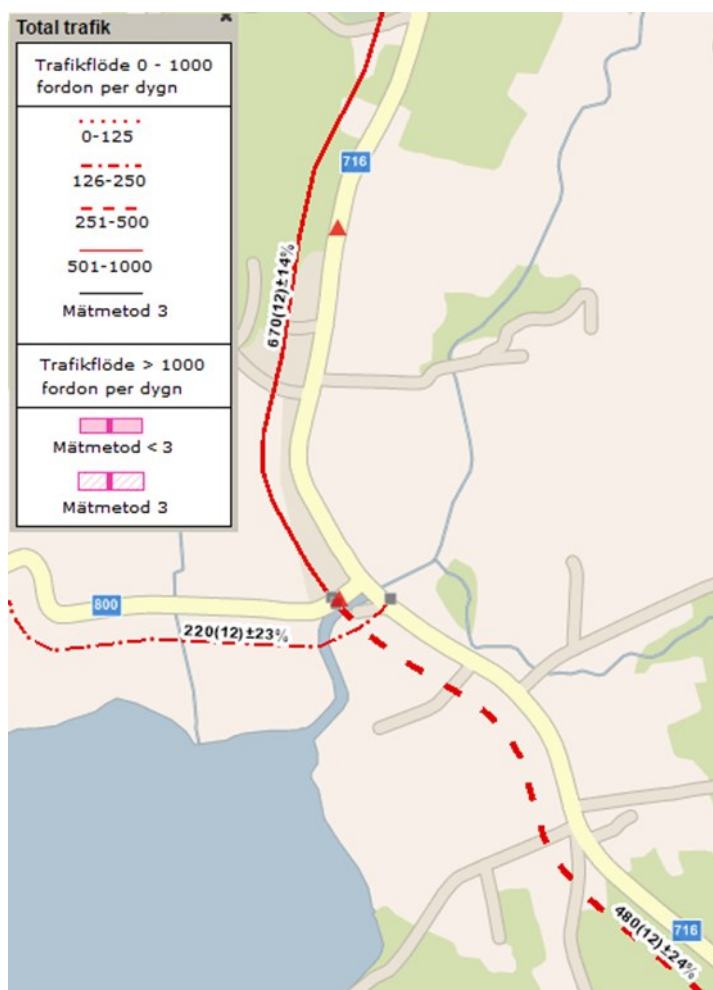 Total trafik
Trafikflöde 0 - 1000
fordon per dygn
0-125
126-250
251-500
501-1000
Mätmetod 3
Trafikflöde > 1000
fordon per dygn
Mätmetod < 3
Mätmetod 3
716
670(12)±14%
800
220(12)±23%
480(12)±24%
716